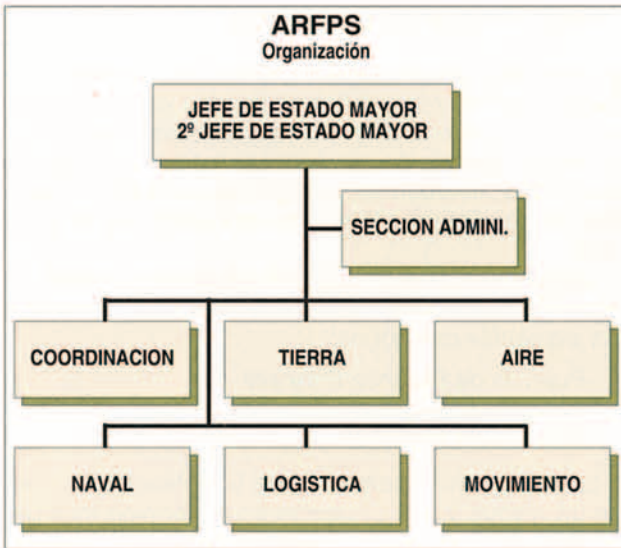 ARFPS
Organización
JEFE DE ESTADO MAYOR
2º JEFE DE ESTADO MAYOR
SECCION ADMINI.
COORDINACION
TIERRA
AIRE
NAVAL
LOGISTICA
MOVIMIENTO